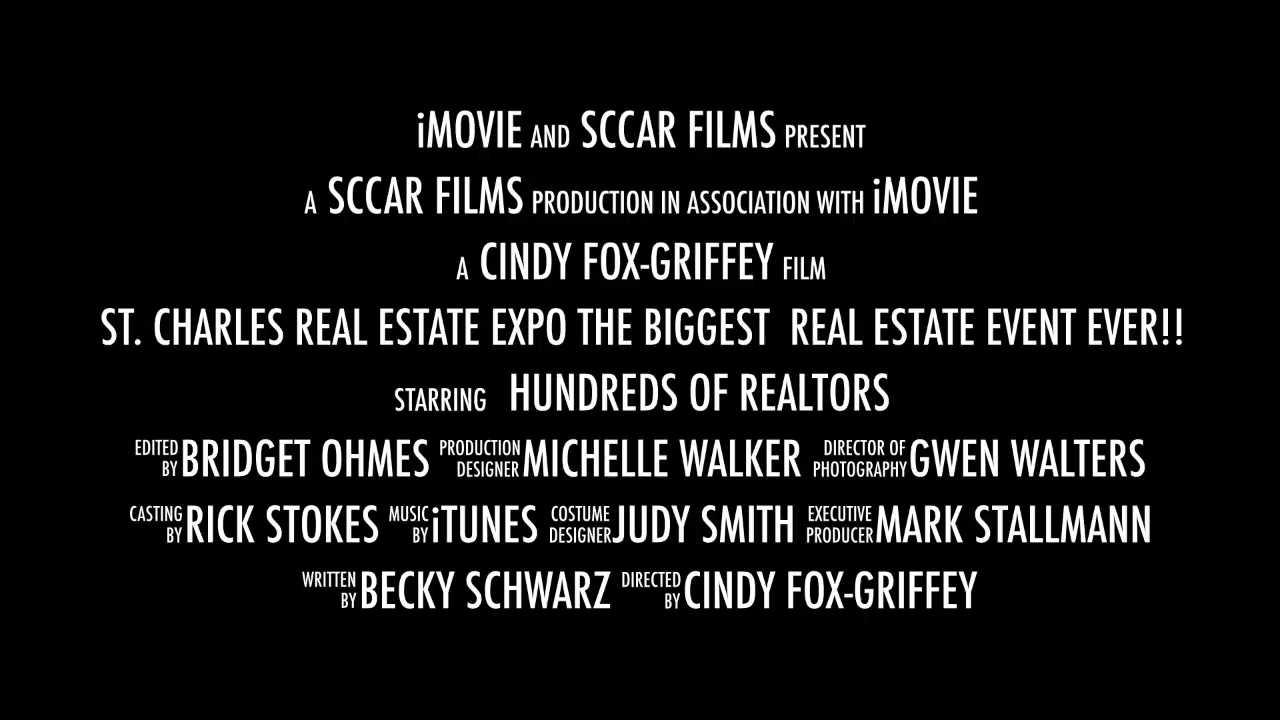 iMOVIE AND SCCAR FILMS PRESENT
A SCCAR FILMS PRODUCTION IN ASSOCIATION WITH iMOVIE
A CINDY FOX-GRIFFEY FILM
ST. CHARLES REAL ESTATE EXPO THE BIGGEST  REAL ESTATE EVENT EVER!!
STARRING HUNDREDS OF REALTORS
EDITED BY BRIDGET OHMES PRODUCTION DESIGNER MICHELLE WALKER DIRECTOR OF PHOTOGRAPHY GWEN WALTERS
CASTING BY RICK STOKES MUSIC BY iTUNES COSTUME DESIGNER JUDY SMITH EXECUTIVE PRODUCER MARK STALLMANN
WRITTEN BY BECKY SCHWARZ DIRECTED BY CINDY FOX-GRIFFEY